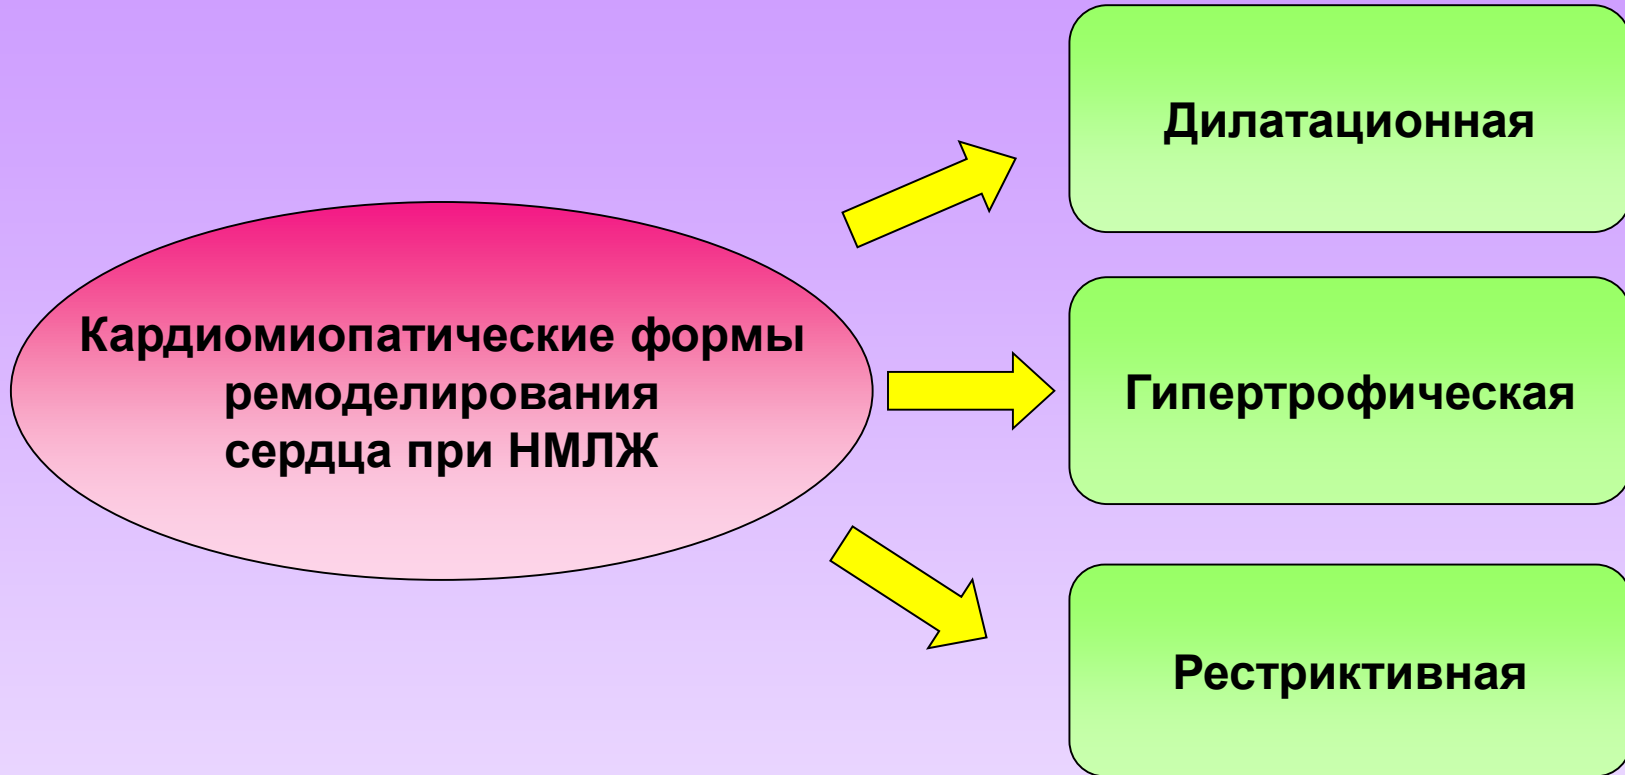 Дилатационная
Кардиомиопатические формы
ремоделирования
сердца при НМЛЖ
Гипертрофическая
Рестриктивная